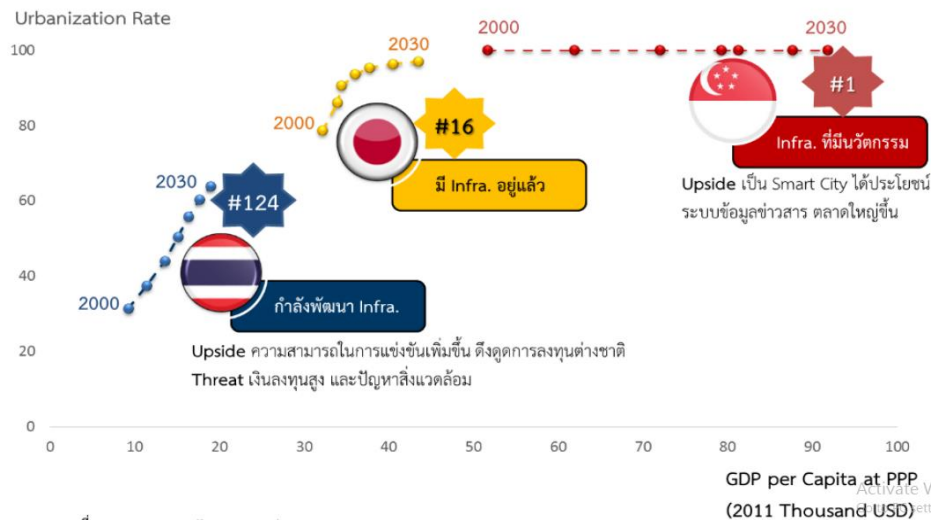 Urbanization Rate
100
80
60
40
20
0
0 10 20 30 40 50 60 70 80 90 100
GDP per Capita at PPP
(2011 Thousand USD)
2000
2030
#124
กำลังพัฒนา Infra.
Upside ความสามารถในการแข่งขันเพิ่มขึ้น ดึงดูดการลงทุนต่างชาติ
Threat เงินลงทุนสูง และปัญหาสิ่งแวดล้อม
2000
2030
#16
มี Infra. อยู่แล้ว
2000
2030
#1
Infra. ที่มีนวัตกรรม
Upside เป็น Smart City ได้ประโยชน์
ระบบข้อมูลข่าวสาร ตลาดใหญ่ขึ้น
Activate